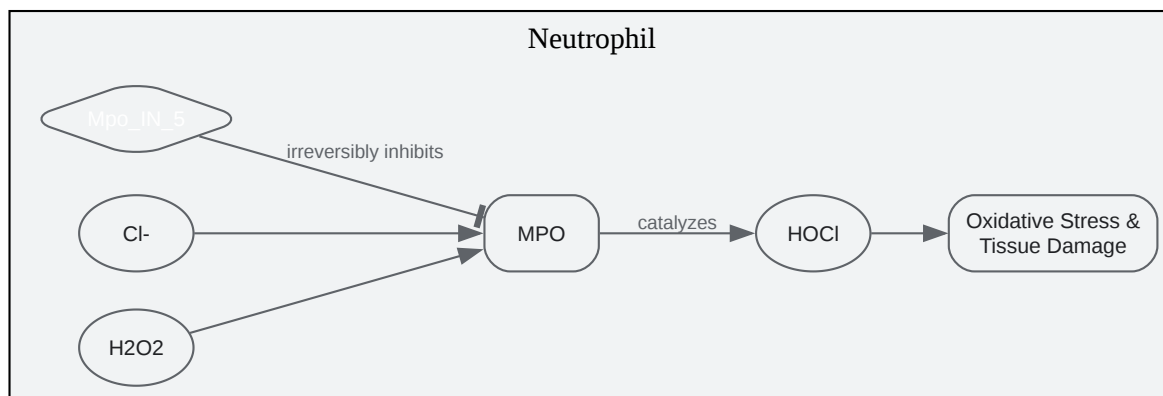 Neutrophil
Mpo_IN_5
irreversibly inhibits
Cl-
MPO
catalyzes
HOCl
Oxidative Stress &
Tissue Damage
H2O2